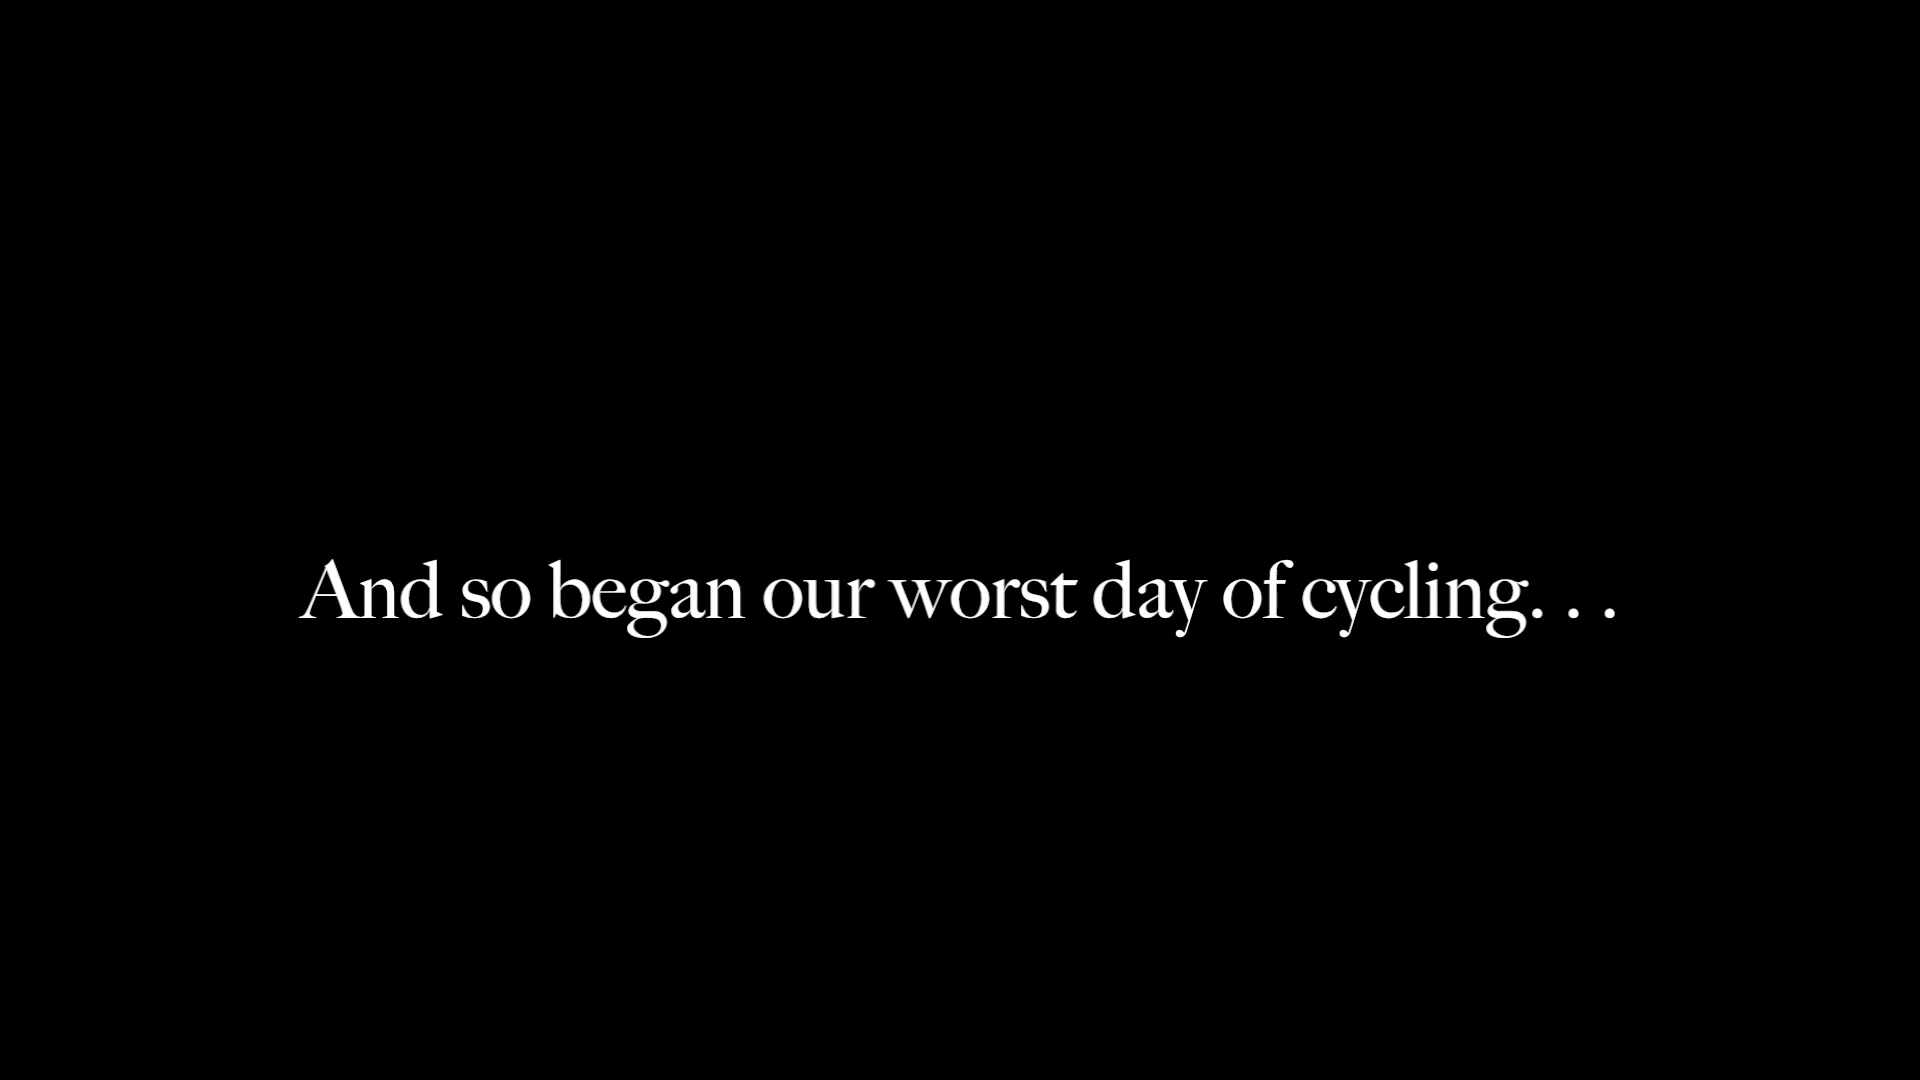 And so began our worst day of cycling. . .